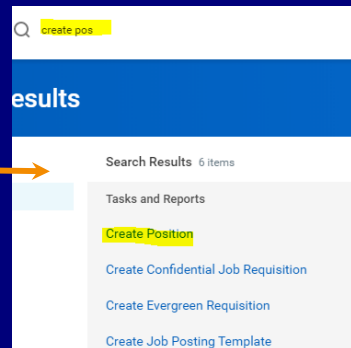 create pos
esults
Search Results 6 items
Tasks and Reports
Create Position
Create Confidential Job Requisition
Create Evergreen Requisition
Create Job Posting Template